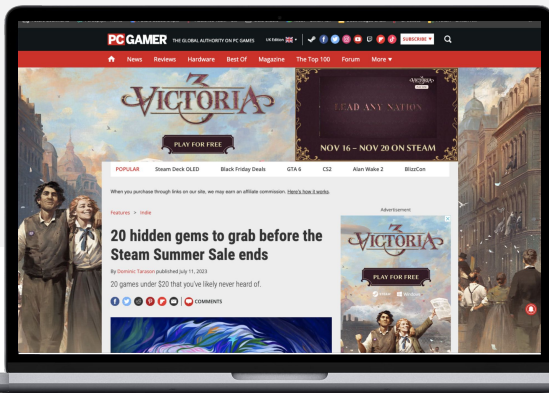 PC GAMER THE GLOBAL AUTHORITY ON PC GAMES US Edition SUBSCRIBE ▼
News Reviews Hardware Best Of Magazine The Top 100 Forum More ▼
VICTORIA 3
PLAY FOR FREE
VICTORIA
LEAD ANY NATION
NOV 16 – NOV 20 ON STEAM
POPULAR Steam Deck OLED Black Friday Deals GTA 6 CS2 Alan Wake 2 BlizzCon
When you purchase through links on our site, we may earn an affiliate commission. Here's how it works.
Features > Indie
20 hidden gems to grab before the
Steam Summer Sale ends
By Dominic Tarason published July 11, 2023
20 games under $20 that you've likely never heard of.
COMMENTS
Advertisement
VICTORIA 3
PLAY FOR FREE
Windows